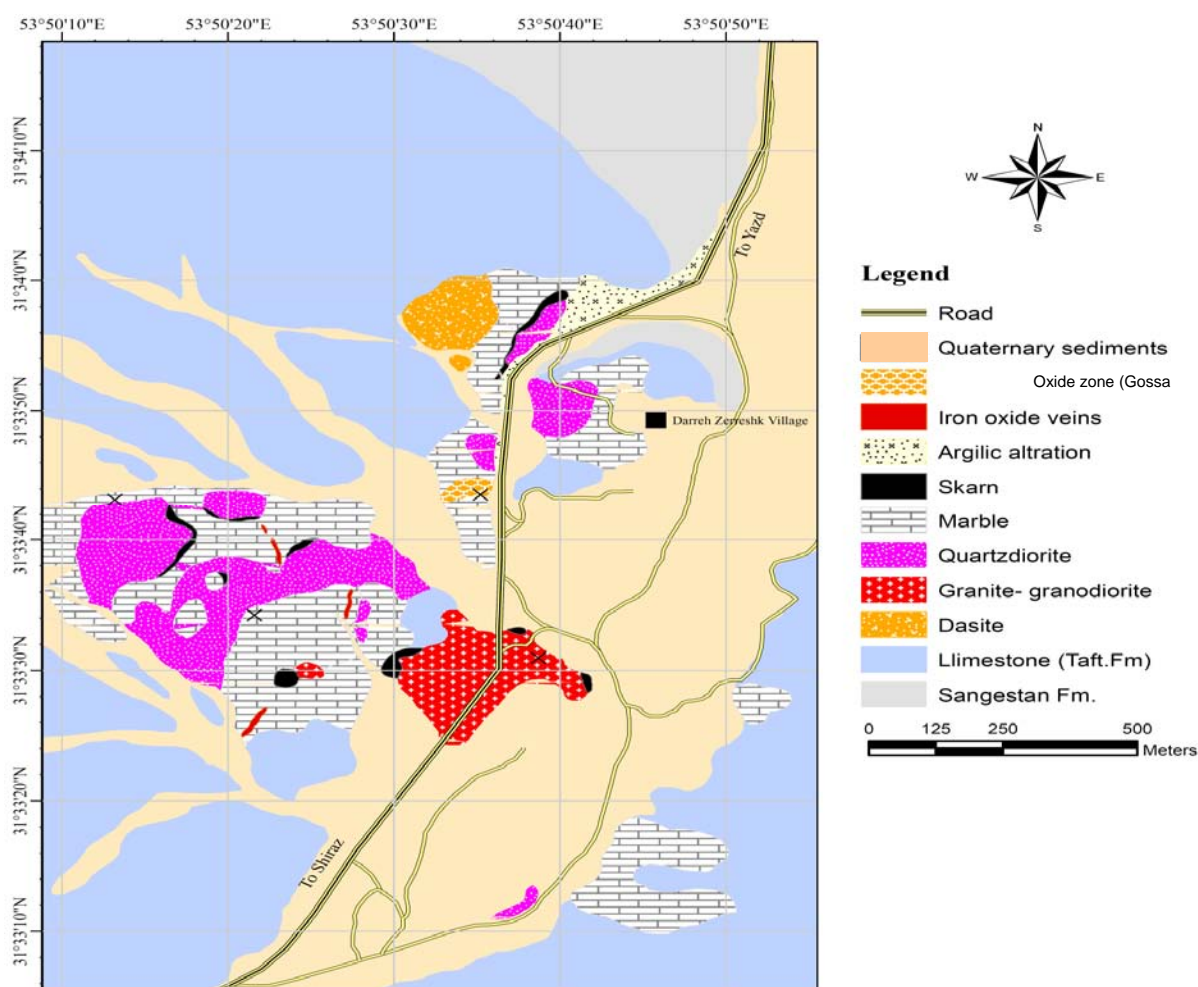 53°50'10"E
53°50'20"E
53°50'30"E
53°50'40"E
53°50'50"E
31°34'10"N
31°34'0"N
31°33'50"N
31°33'40"N
31°33'30"N
31°33'20"N
31°33'10"N
To Yazd
Darreh Zerreshk Village
To Shiraz
N
W
E
S
Legend
Road
Quaternary sediments
Oxide zone (Gossa
Iron oxide veins
Argilic altration
Skarn
Marble
Quartzdiorite
Granite- granodiorite
Dasite
Llimestone (Taft.Fm)
Sangestan Fm.
0 125 250 500
Meters